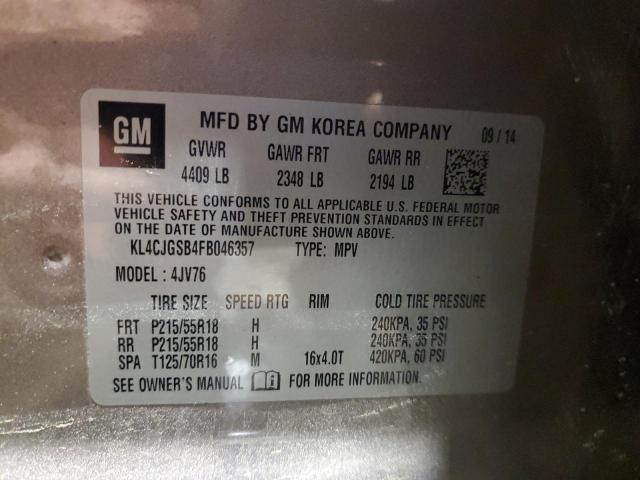 GM MFD BY GM KOREA COMPANY 09 / 14
GVWR GAWR FRT GAWR RR
4409 LB 2348 LB 2194 LB
THIS VEHICLE CONFORMS TO ALL APPLICABLE U.S. FEDERAL MOTOR
VEHICLE SAFETY AND THEFT PREVENTION STANDARDS IN EFFECT
ON THE DATE OF MANUFACTURE SHOWN ABOVE.
KL4CJGSB4FB046357 TYPE: MPV
MODEL : 4JV76
TIRE SIZE SPEED RTG RIM COLD TIRE PRESSURE
FRT P215/55R18 H 240KPA, 35 PSI
RR P215/55R18 H 240KPA, 35 PSI
SPA T125/70R16 M 16x4.0T 420KPA, 60 PSI
SEE OWNER'S MANUAL FOR MORE INFORMATION.